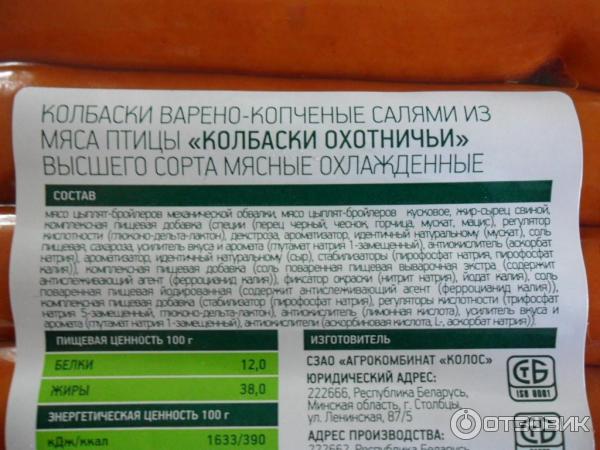 КОЛБАСКИ ВАРЕНО-КОПЧЕНЫЕ САЛЯМИ ИЗ
МЯСА ПТИЦЫ «КОЛБАСКИ ОХОТНИЧЬИ»
ВЫСШЕГО СОРТА МЯСНЫЕ ОХЛАЖДЕННЫЕ
СОСТАВ
мясо цыплят-бройлеров механической обвалки, мясо цыплят-бройлеров кусковое, жир-сырец свиной,
комплексная пищевая добавка (специи (перец черный, чеснок, горчица, мускат, мацис), регулятор
кислотности (глюконо-дельта-лактон), декстроза, ароматизатор, идентичный натуральному (мускат)), соль
пищевая, сахароза, усилитель вкуса и аромата (глутамат натрия 1-замещенный), антиокислитель (аскорбат
натрия), ароматизатор, идентичный натуральному (сыр), стабилизаторы (пирофосфат натрия, пирофосфат
калия)), комплексная пищевая добавка (соль поваренная пищевая выварочная экстра (содержит
антислеживающий агент (ферроцианид калия)), фиксатор окраски (нитрит натрия), йодат калия), соль
поваренная пищевая йодированная (содержит антислеживающий агент (ферроцианид калия)),
комплексная пищевая добавка (стабилизатор (пирофосфат натрия), регуляторы кислотности (трифосфат
натрия 5-замещенный, глюконо-дельта-лактон), антиокислитель (лимонная кислота), усилитель вкуса и
аромата (глутамат натрия 1-замещенный), антиокислители (аскорбиновая кислота, L-, аскорбат натрия)).
ПИЩЕВАЯ ЦЕННОСТЬ 100 г
БЕЛКИ 12,0
ЖИРЫ 38,0
ЭНЕРГЕТИЧЕСКАЯ ЦЕННОСТЬ 100 г
кДж/ккал 1633/390
ИЗГОТОВИТЕЛЬ
СЗАО «АГРОКОМБИНАТ «КОЛОС»
ЮРИДИЧЕСКИЙ АДРЕС:
222666, Республика Беларусь,
Минская область, г. Столбцы,
ул. Ленинская, 87/5
АДРЕС ПРОИЗВОДСТВА:
222662, Республика Беларусь,
СТБ
ISO 9001
ОТЗОВИК